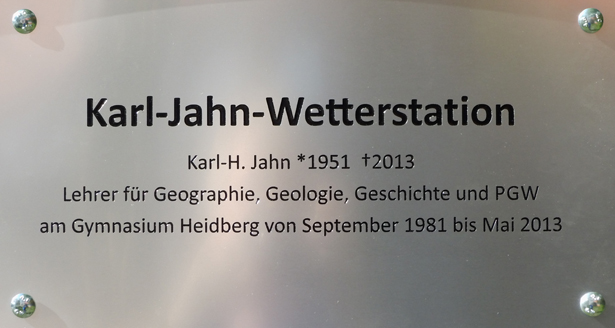 Karl-Jahn-Wetterstation
Karl-H. Jahn *1951 †2013
Lehrer für Geographie, Geologie, Geschichte und PGW
am Gymnasium Heidberg von September 1981 bis Mai 2013